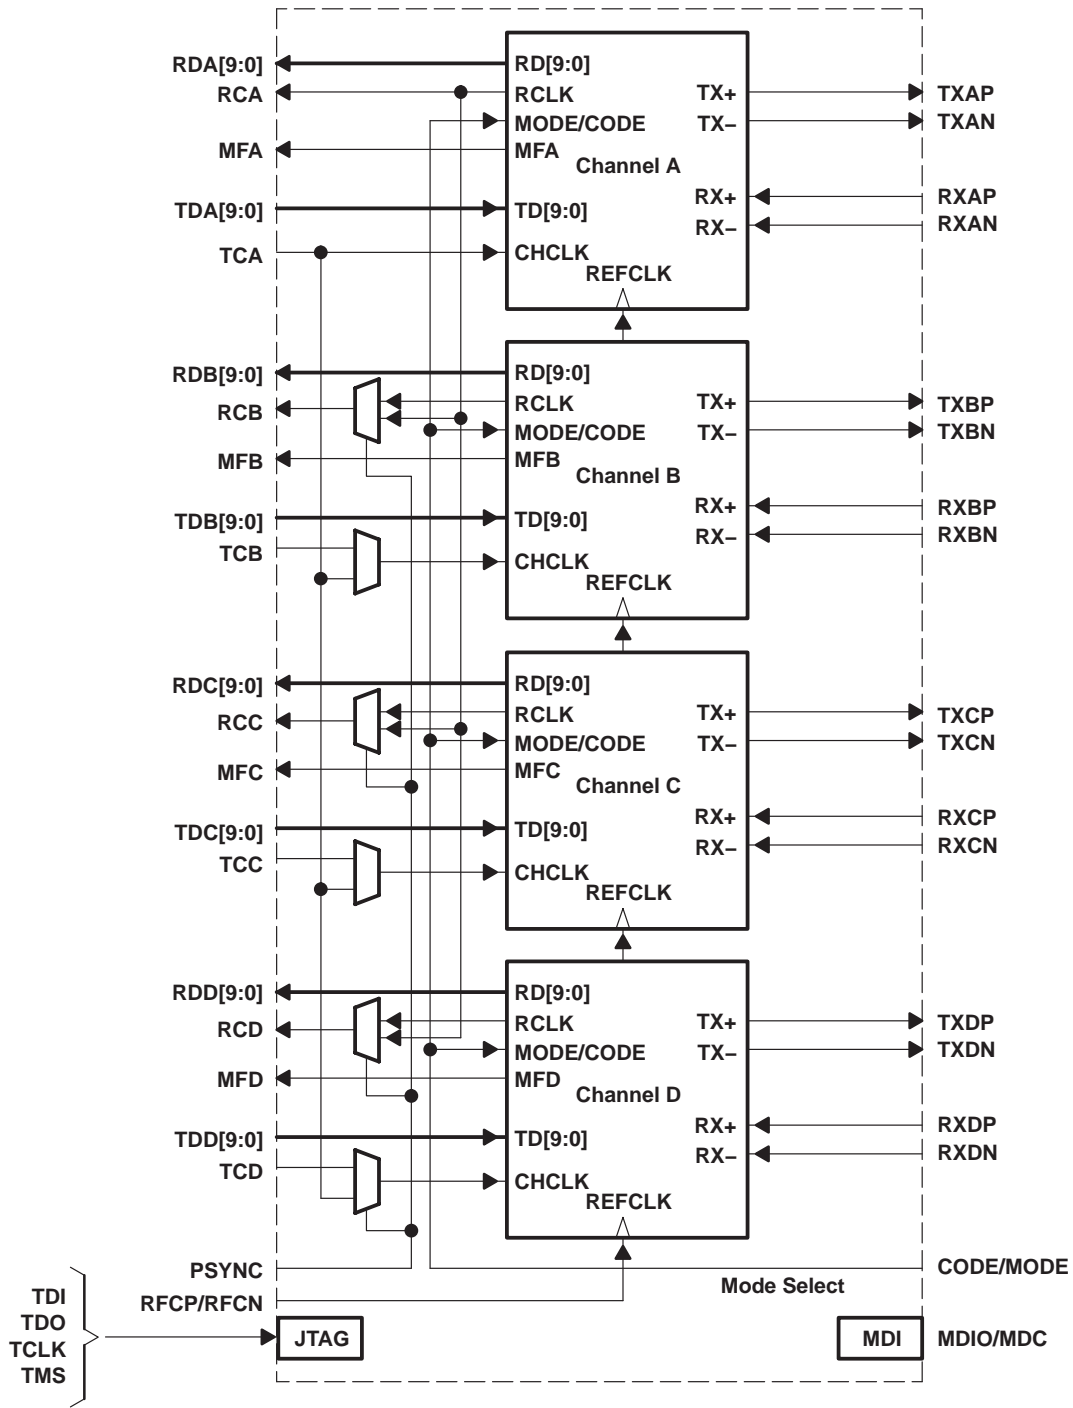 RDA[9:0]
RCA
MFA
TDA[9:0]
TCA
RD[9:0]
RCLK
MODE/CODE
MFA
Channel A
TD[9:0]
CHCLK
REFCLK
TX+
TX–
RX+
RX–
TXAP
TXAN
RXAP
RXAN
RDB[9:0]
RCB
MFB
TDB[9:0]
TCB
RD[9:0]
RCLK
MODE/CODE
MFB
Channel B
TD[9:0]
CHCLK
REFCLK
TX+
TX–
RX+
RX–
TXBP
TXBN
RXBP
RXBN
RDC[9:0]
RCC
MFC
TDC[9:0]
TCC
RD[9:0]
RCLK
MODE/CODE
MFC
Channel C
TD[9:0]
CHCLK
REFCLK
TX+
TX–
RX+
RX–
TXCP
TXCN
RXCP
RXCN
RDD[9:0]
RCD
MFD
TDD[9:0]
TCD
RD[9:0]
RCLK
MODE/CODE
MFD
Channel D
TD[9:0]
CHCLK
REFCLK
TX+
TX–
RX+
RX–
TXDP
TXDN
RXDP
RXDN
PSYNC
RFCP/RFCN
CODE/MODE
Mode Select
TDI
TDO
TCLK
TMS
JTAG
MDI
MDIO/MDC